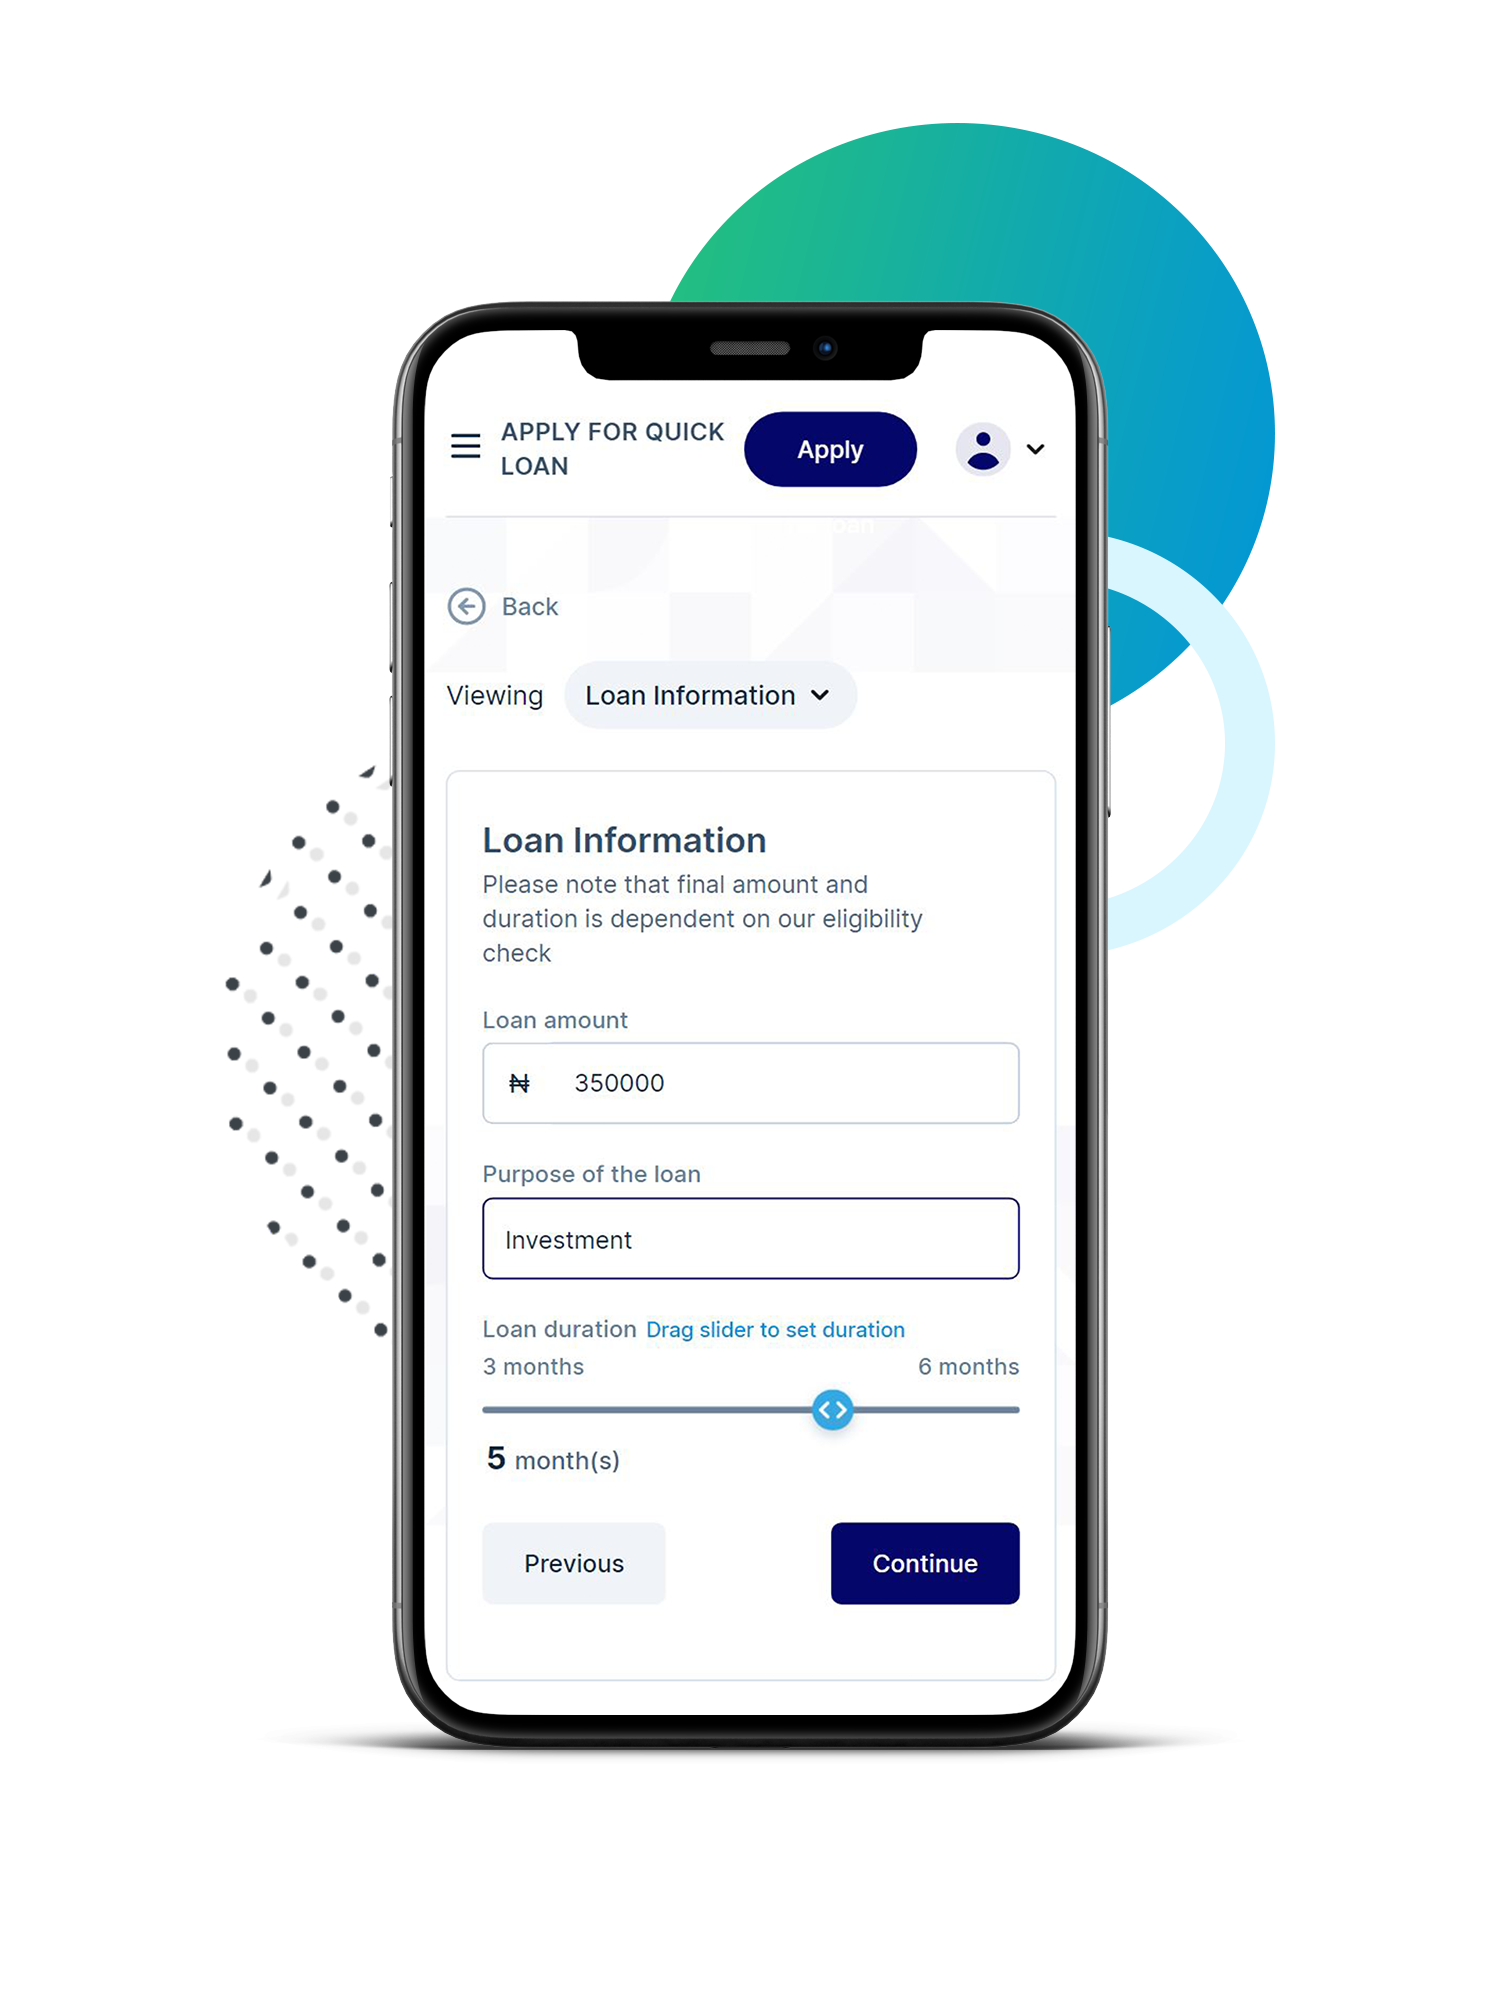 APPLY FOR QUICK
LOAN
Apply
Back
Viewing
Loan Information
Loan Information
Please note that final amount and
duration is dependent on our eligibility
check
Loan amount
₦ 350000
Purpose of the loan
Investment
Loan duration Drag slider to set duration
3 months 6 months
5 month(s)
Previous
Continue